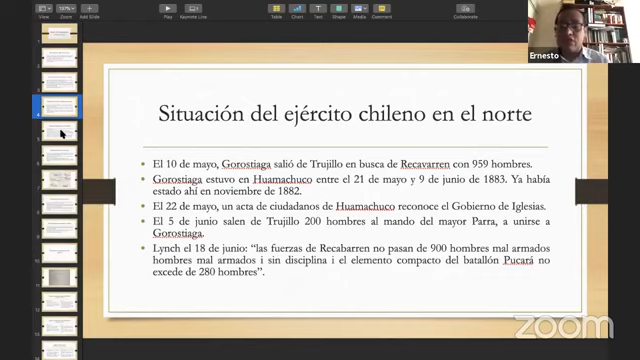 View
Zoom
Add Slide
Play
Keynote Live
Table
Chart
Text
Shape
Media
Comment
Collaborate
Ernesto
Situación del ejército chileno en el norte
• El 10 de mayo, Gorostiaga salió de Trujillo en busca de Recavarren con 959 hombres.
• Gorostiaga estuvo en Huamachuco entre el 21 de mayo y 9 de junio de 1883. Ya había
estado ahí en noviembre de 1882.
• El 22 de mayo, un acta de ciudadanos de Huamachuco reconoce el Gobierno de Iglesias.
• El 5 de junio salen de Trujillo 200 hombres al mando del mayor Parra, a unirse a
Gorostiaga.
• Lynch el 18 de junio: “las fuerzas de Recabarren no pasan de 900 hombres mal armados
hombres mal armados i sin disciplina i el elemento compacto del batallón Pucará no
excede de 280 hombres”.
zoom